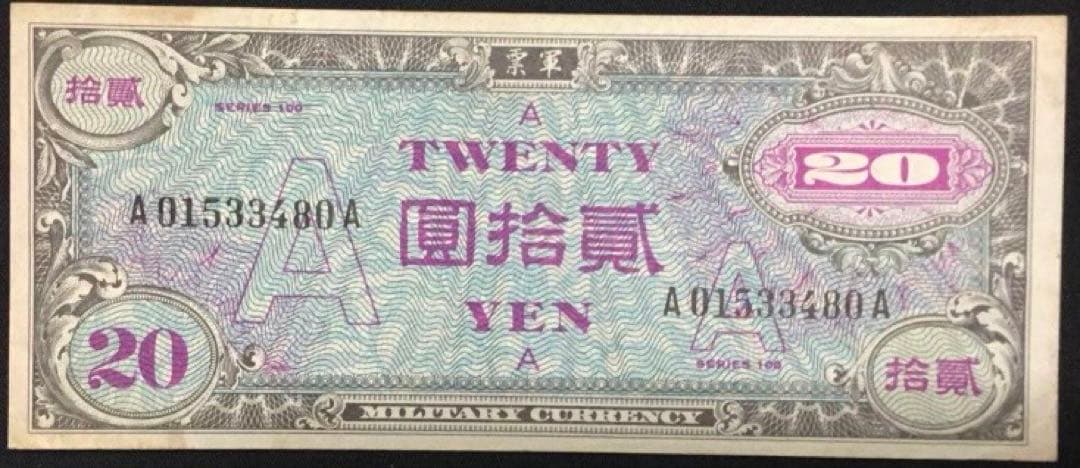 票軍
拾貳
SERIES 100
A
TWENTY
20
A
A01533480A
圓拾貳
A01533480A
A
YEN
SERIES 100
A
20
拾貳
MILITARY CURRENCY